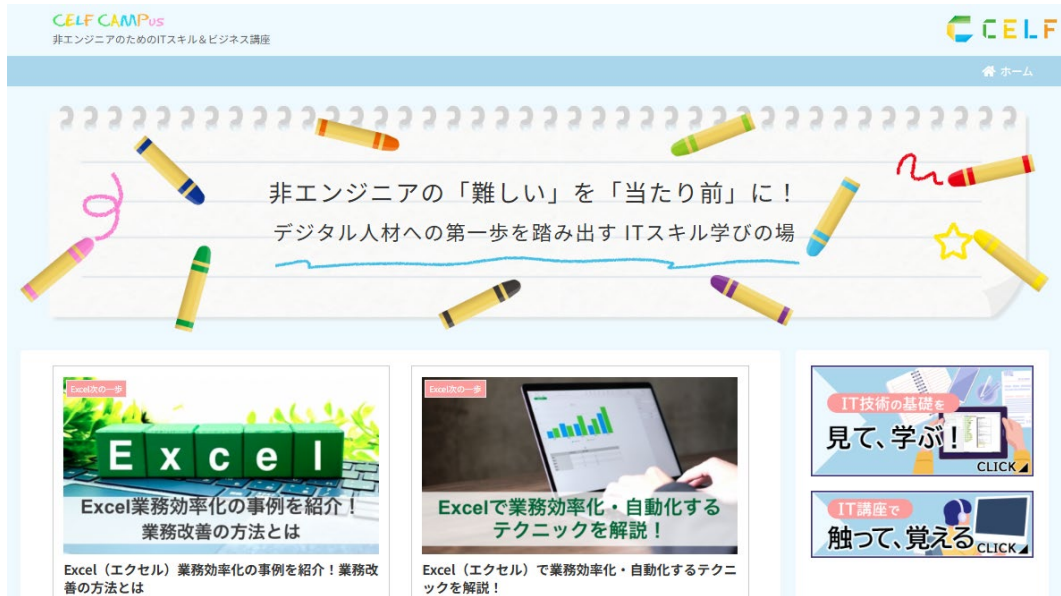 CELF CAMPUS
非エンジニアのためのITスキル&ビジネス講座
CELF
ホーム
非エンジニアの「難しい」を「当たり前」に！
デジタル人材への第一歩を踏み出す ITスキル学びの場
Excel次の一歩
Excel
Excel業務効率化の事例を紹介！
業務改善の方法とは
Excel（エクセル）業務効率化の事例を紹介！業務改
善の方法とは
Excel次の一歩
Excelで業務効率化・自動化する
テクニックを解説！
Excel（エクセル）で業務効率化・自動化するテクニ
ックを解説！
IT技術の基礎を
見て、学ぶ！
CLICK
IT講座で
触って、覚える
CLICK